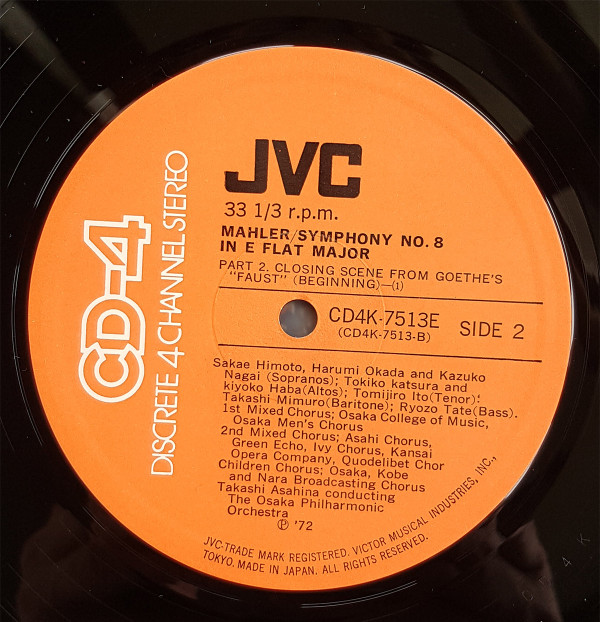 CD-4
DISCRETE 4 CHANNEL STEREO
JVC
33 1/3 r.p.m.
MAHLER/SYMPHONY NO. 8
IN E FLAT MAJOR
PART 2. CLOSING SCENE FROM GOETHE'S
"FAUST" (BEGINNING)—(1)
CD4K-7513E
(CD4K-7513-B)
SIDE 2
Sakae Himoto, Harumi Okada and Kazuko
Nagai (Sopranos); Tokiko katsura and
kiyoko Haba(Altos); Tomijiro Ito(Tenor);
Takashi Mimuro(Baritone); Ryozo Tate(Bass).
1st Mixed Chorus; Osaka College of Music,
Osaka Men's Chorus
2nd Mixed Chorus; Asahi Chorus,
Green Echo, Ivy Chorus, Kansai
Opera Company, Quodelibet Chor
Children Chorus; Osaka, Kobe
and Nara Broadcasting Chorus
Takashi Asahina conducting
The Osaka Philharmonic
Orchestra
℗ '72
JVC-TRADE MARK REGISTERED. VICTOR MUSICAL INDUSTRIES, INC.,
TOKYO. MADE IN JAPAN. ALL RIGHTS RESERVED.